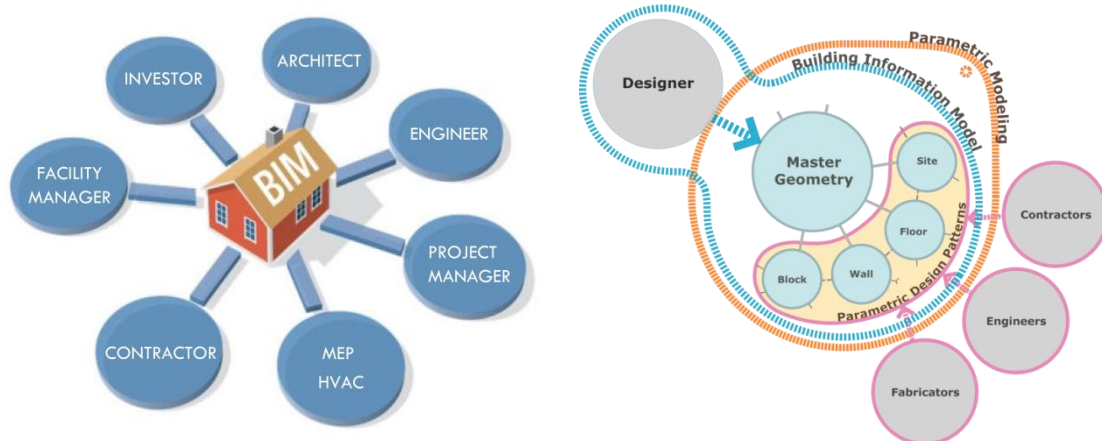 ARCHITECT
INVESTOR
ENGINEER
FACILITY
MANAGER
BIM
PROJECT
MANAGER
CONTRACTOR
MEP
HVAC
Parametric Modeling
Building Information Model
Designer
Master
Geometry
Site
Floor
Wall
Block
Parametric Design Patterns
Contractors
Engineers
Fabricators